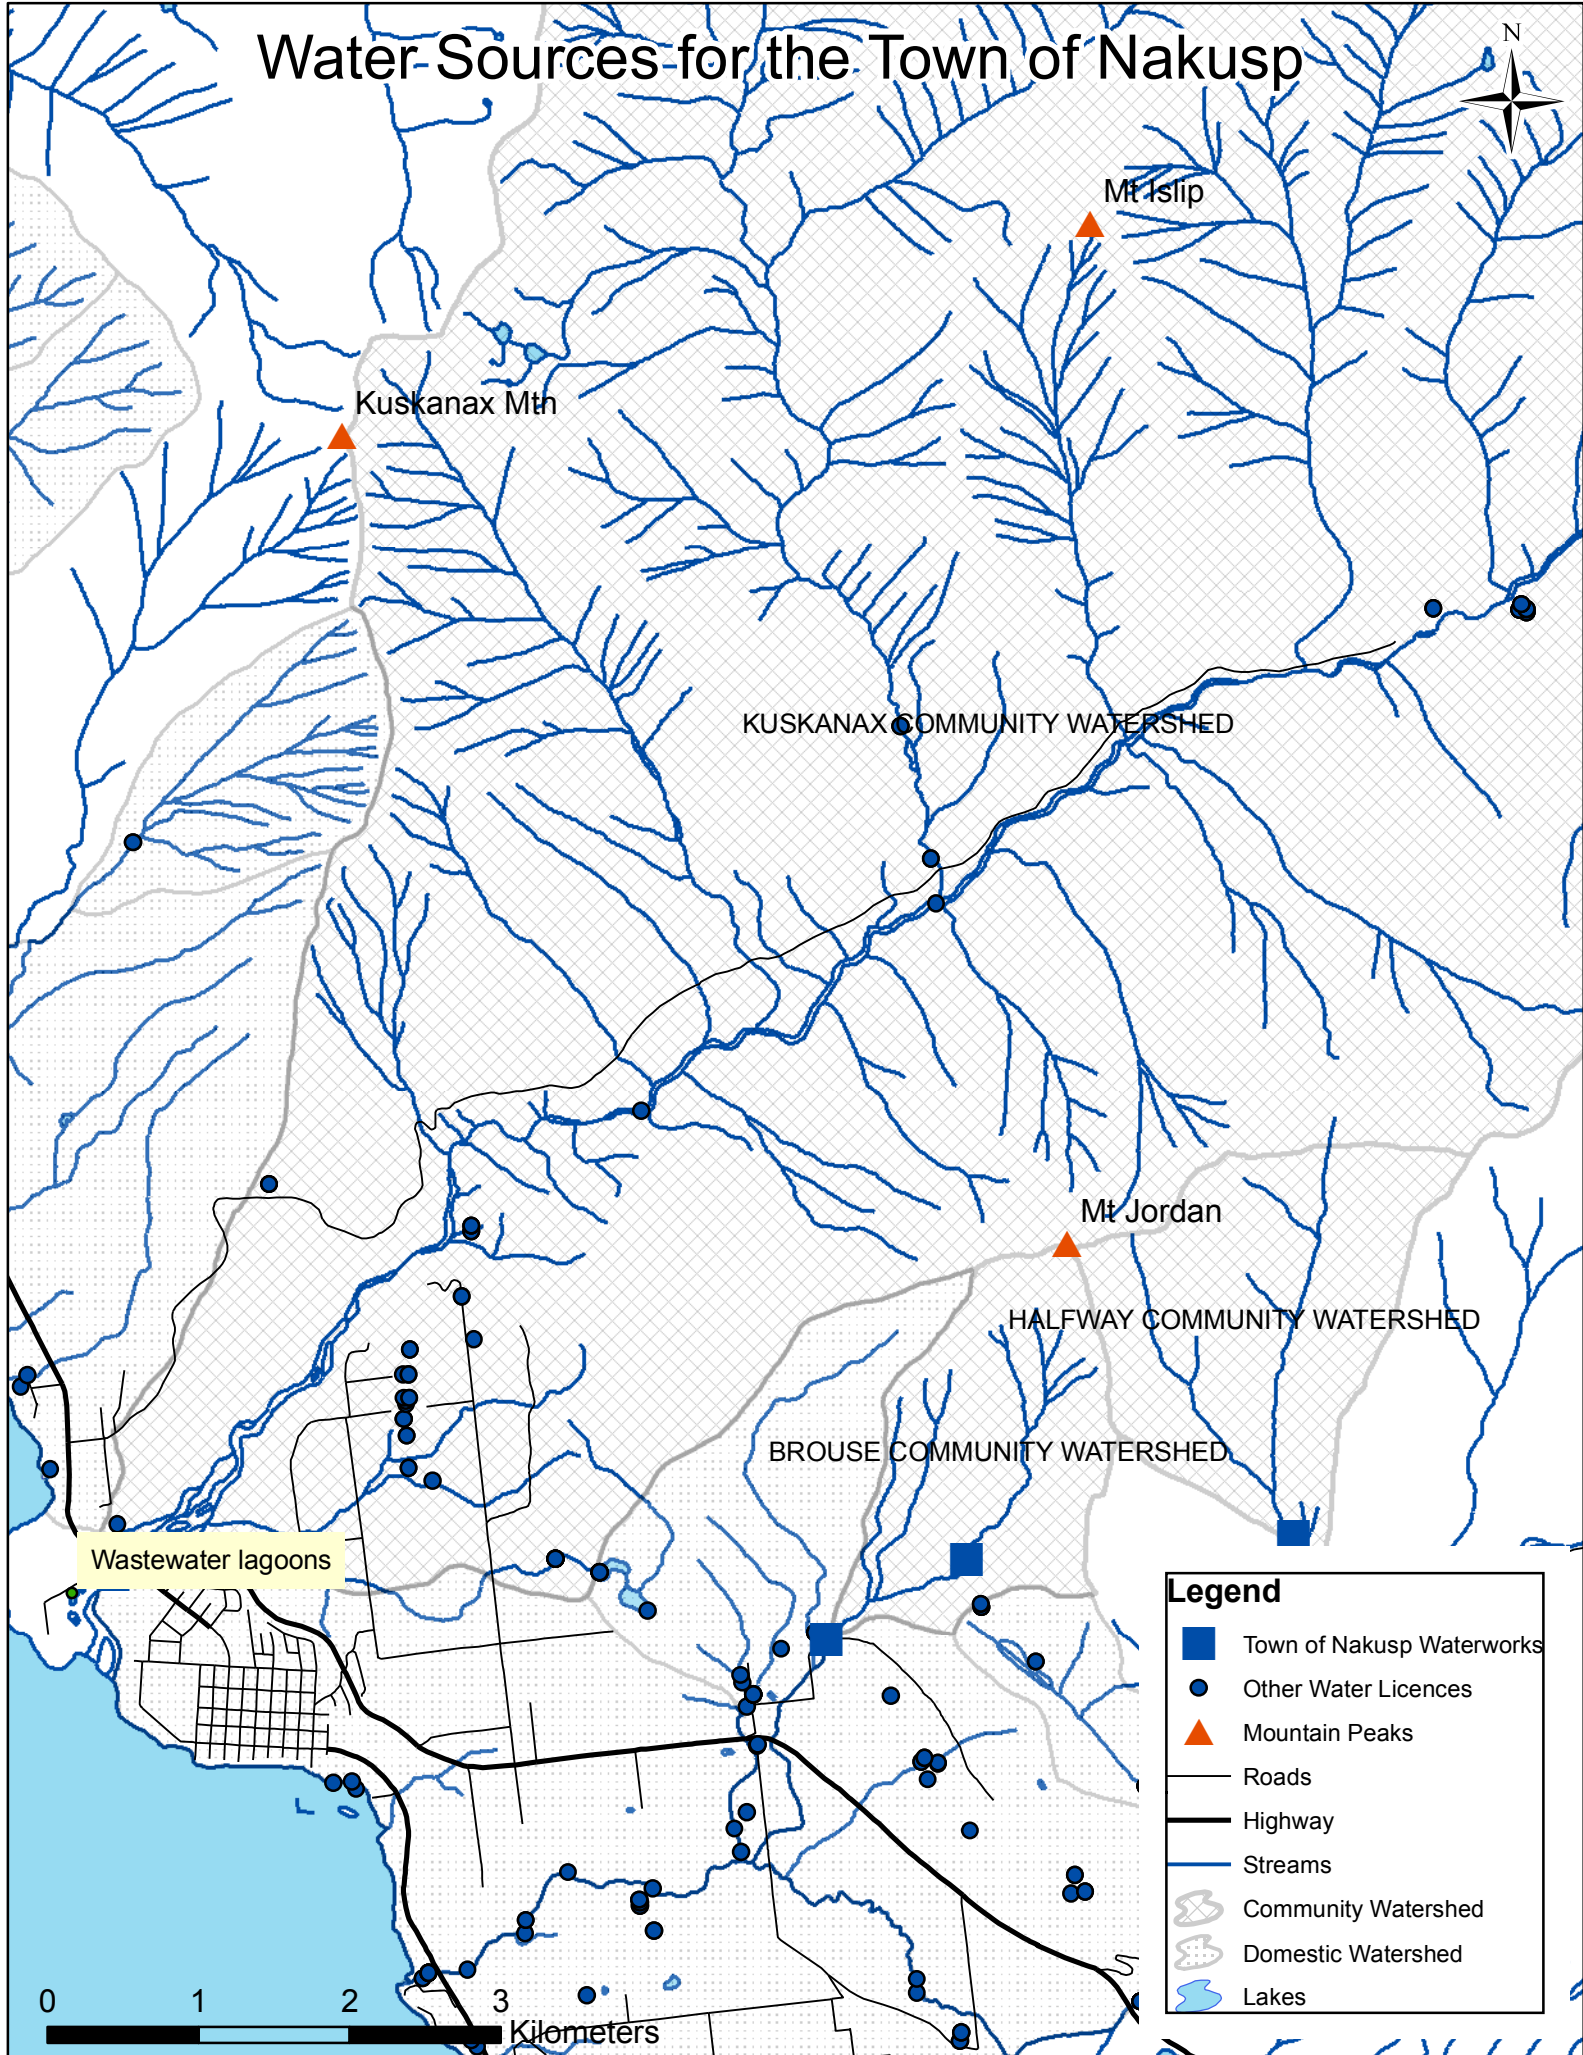 Water Sources for the Town of Nakusp
N
Mt Islip
Kuskanax Mtn
KUSKANAX COMMUNITY WATERSHED
Mt Jordan
HALFWAY COMMUNITY WATERSHED
BROUSE COMMUNITY WATERSHED
Wastewater lagoons
Legend
Town of Nakusp Waterworks
Other Water Licences
Mountain Peaks
Roads
Highway
Streams
Community Watershed
Domestic Watershed
Lakes
0 1 2 3
Kilometers